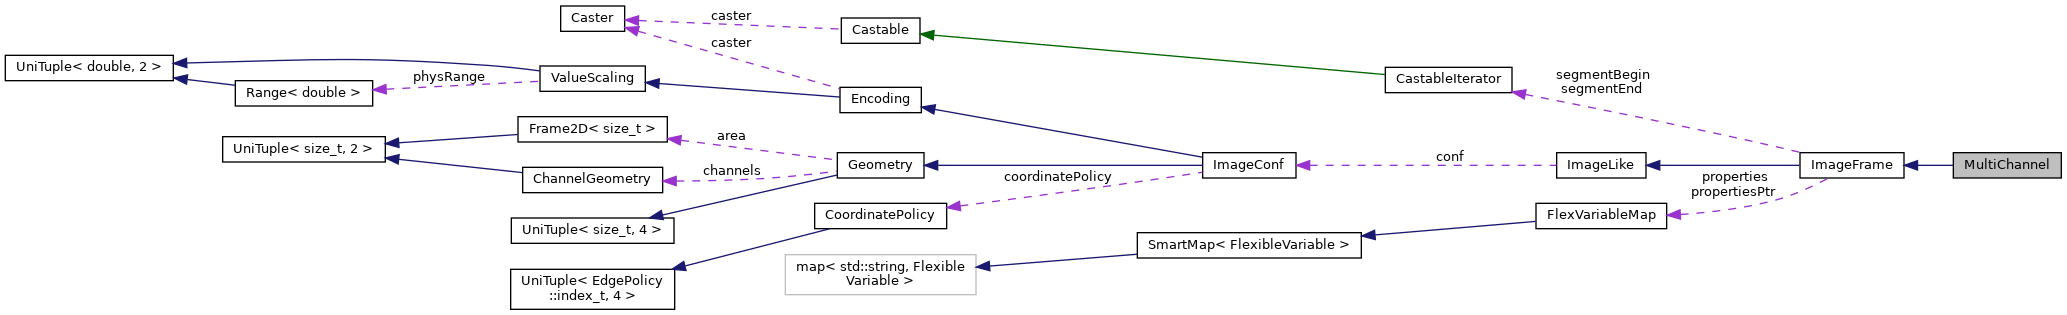 Caster
caster
Castable
caster
UniTuple< double, 2 >
physRange
ValueScaling
Range< double >
Encoding
CastableIterator
segmentBegin
segmentEnd
Frame2D< size_t >
area
UniTuple< size_t, 2 >
ChannelGeometry
channels
Geometry
ImageConf
conf
ImageLike
ImageFrame
MultiChannel
coordinatePolicy
properties
propertiesPtr
UniTuple< size_t, 4 >
CoordinatePolicy
FlexVariableMap
SmartMap< FlexibleVariable >
UniTuple< EdgePolicy
::index_t, 4 >
map< std::string, Flexible
Variable >